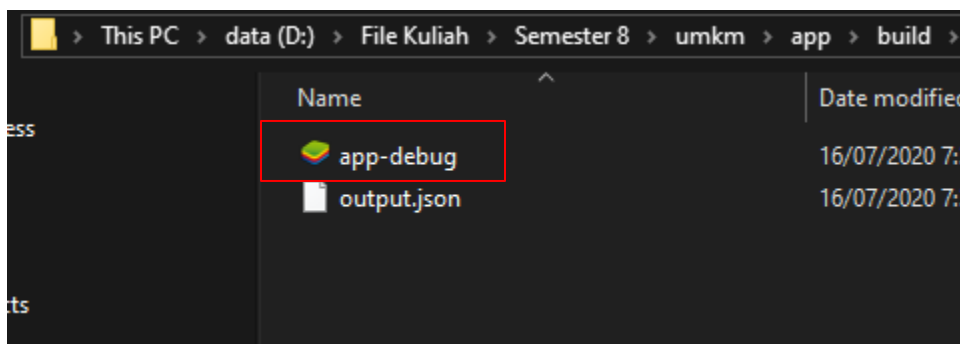 This PC > data (D:) > File Kuliah > Semester 8 > umkm > app > build >
Name Date modified
ess
app-debug 16/07/2020 7:
output.json 16/07/2020 7:
cts